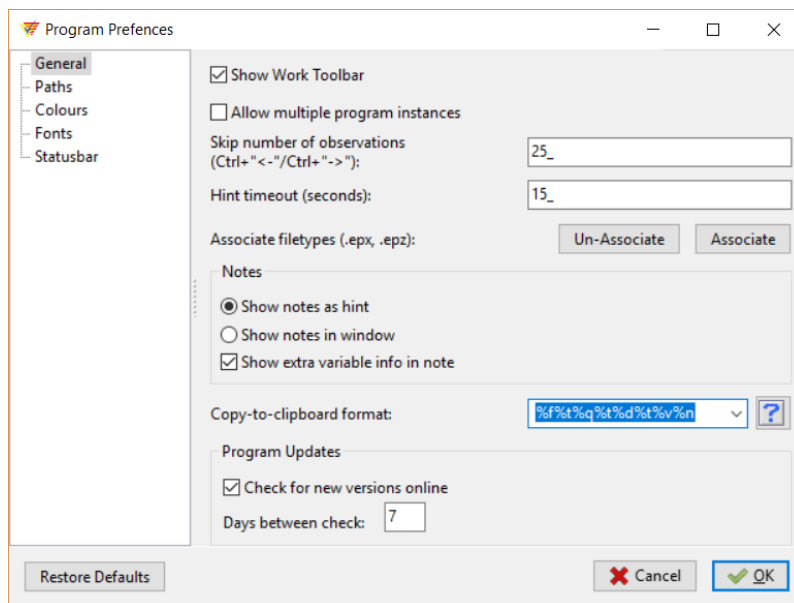 Program Prefences
General
Paths
Colours
Fonts
Statusbar
Show Work Toolbar
Allow multiple program instances
Skip number of observations
(Ctrl+"<-"/Ctrl+"->"):
25_
Hint timeout (seconds):
15_
Associate filetypes (.epx, .epz):
Un-Associate
Associate
Notes
Show notes as hint
Show notes in window
Show extra variable info in note
Copy-to-clipboard format:
%f%t%q%t%d%t%v%n
?
Program Updates
Check for new versions online
Days between check:
7
Restore Defaults
Cancel
OK